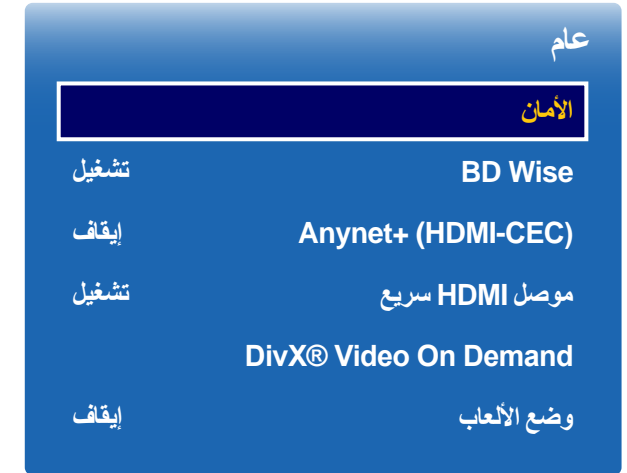 عام
الأمان
BD Wise تشغيل
Anynet+ (HDMI-CEC) إيقاف
موصل HDMI سريع تشغيل
DivX® Video On Demand
وضع الألعاب إيقاف